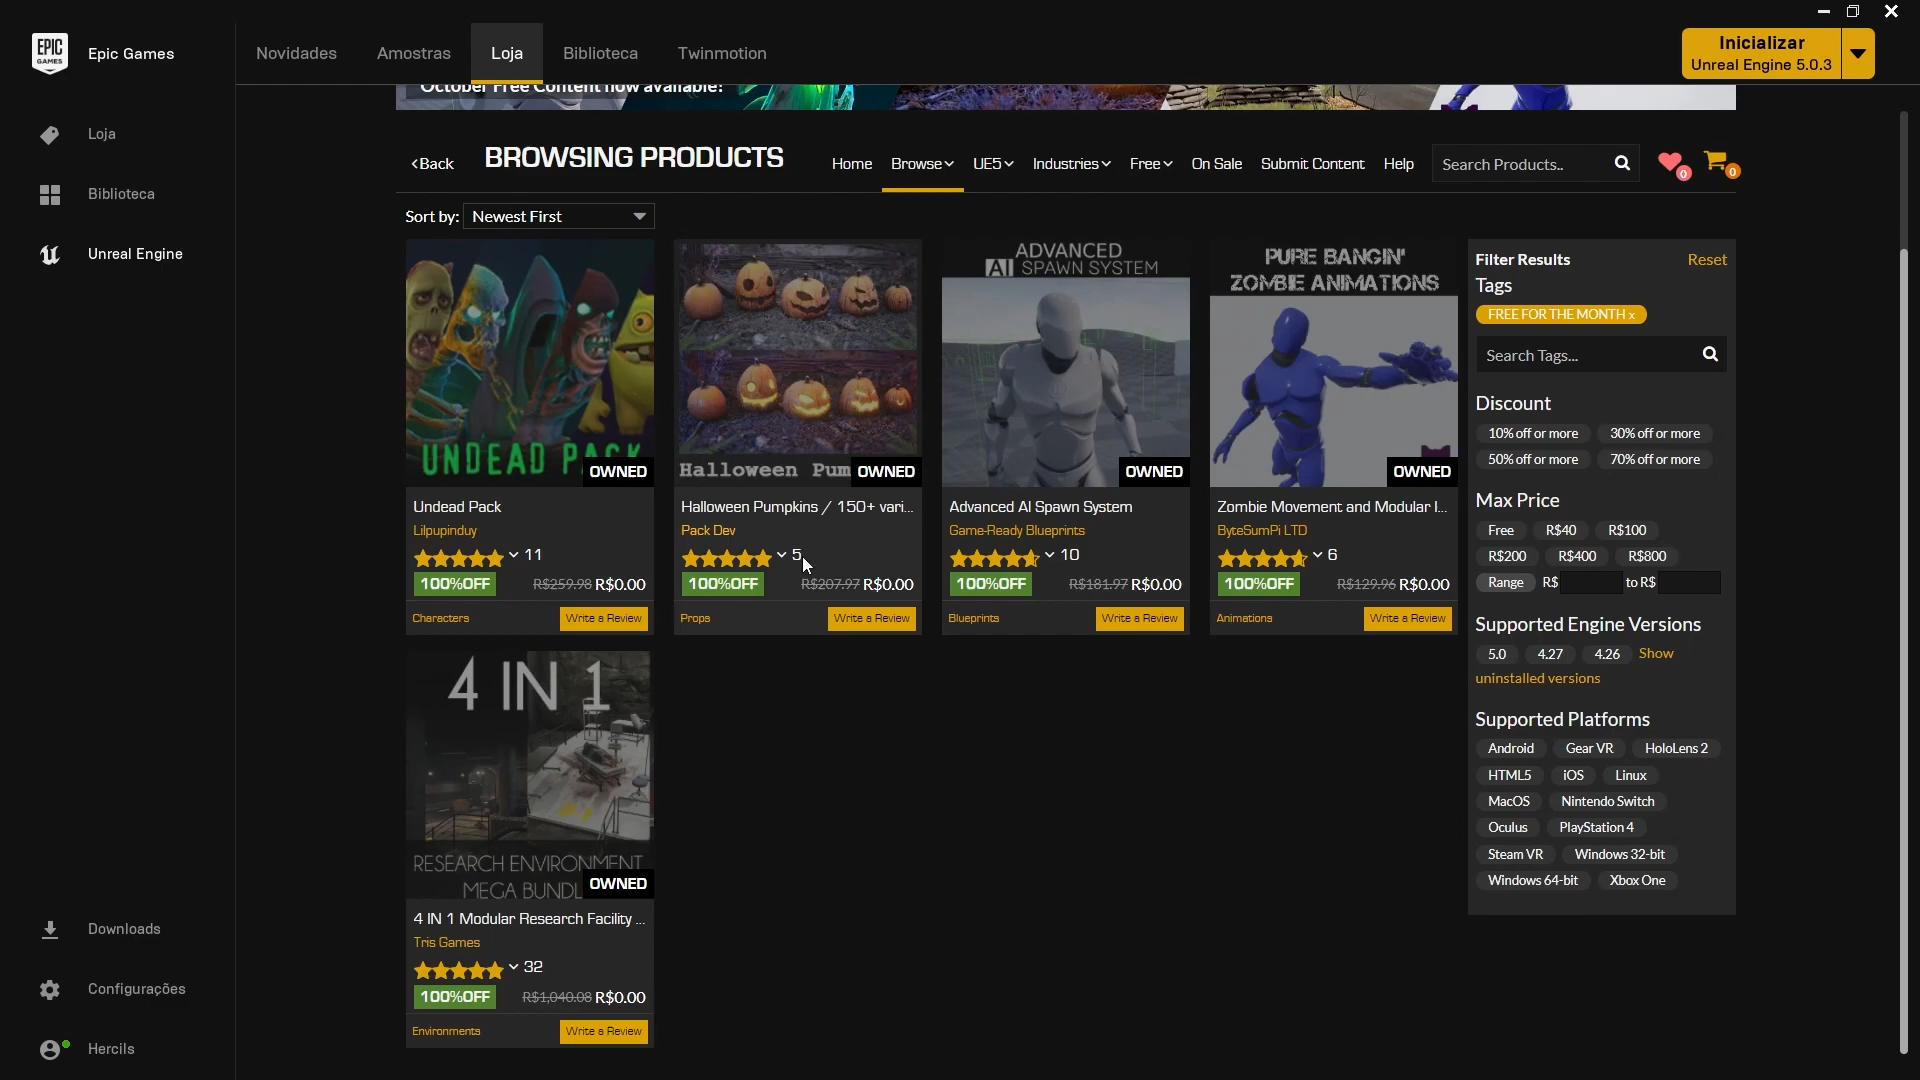 EPIC
GAMES
Epic Games
Novidades
Amostras
Loja
Biblioteca
Twinmotion
Inicializar
Unreal Engine 5.0.3
Loja
Biblioteca
Unreal Engine
Downloads
Configurações
Hercils
October Free Content now available!
<Back
BROWSING PRODUCTS
Home
Browse
UE5
Industries
Free
On Sale
Submit Content
Help
Search Products..
0
0
Sort by:
Newest First
UNDEAD PACK
OWNED
Undead Pack
Lilpupinduy
11
100%OFF
R$259.98 R$0.00
Characters
Write a Review
Halloween Pum
OWNED
Halloween Pumpkins / 150+ vari...
Pack Dev
5
100%OFF
R$207.97 R$0.00
Props
Write a Review
ADVANCED
AI SPAWN SYSTEM
OWNED
Advanced AI Spawn System
Game-Ready Blueprints
10
100%OFF
R$181.97 R$0.00
Blueprints
Write a Review
PURE BANGIN'
ZOMBIE ANIMATIONS
OWNED
Zombie Movement and Modular I...
ByteSumPi LTD
6
100%OFF
R$129.96 R$0.00
Animations
Write a Review
4 IN 1
RESEARCH ENVIRONMENT
MEGA BUNDL
OWNED
4 IN 1 Modular Research Facility ...
Tris Games
32
100%OFF
R$1,040.08 R$0.00
Environments
Write a Review
Filter Results
Reset
Tags
FREE FOR THE MONTH x
Search Tags...
Discount
10% off or more
30% off or more
50% off or more
70% off or more
Max Price
Free
R$40
R$100
R$200
R$400
R$800
Range
R$
to R$
Supported Engine Versions
5.0
4.27
4.26
Show
uninstalled versions
Supported Platforms
Android
Gear VR
HoloLens 2
HTML5
iOS
Linux
MacOS
Nintendo Switch
Oculus
PlayStation 4
Steam VR
Windows 32-bit
Windows 64-bit
Xbox One